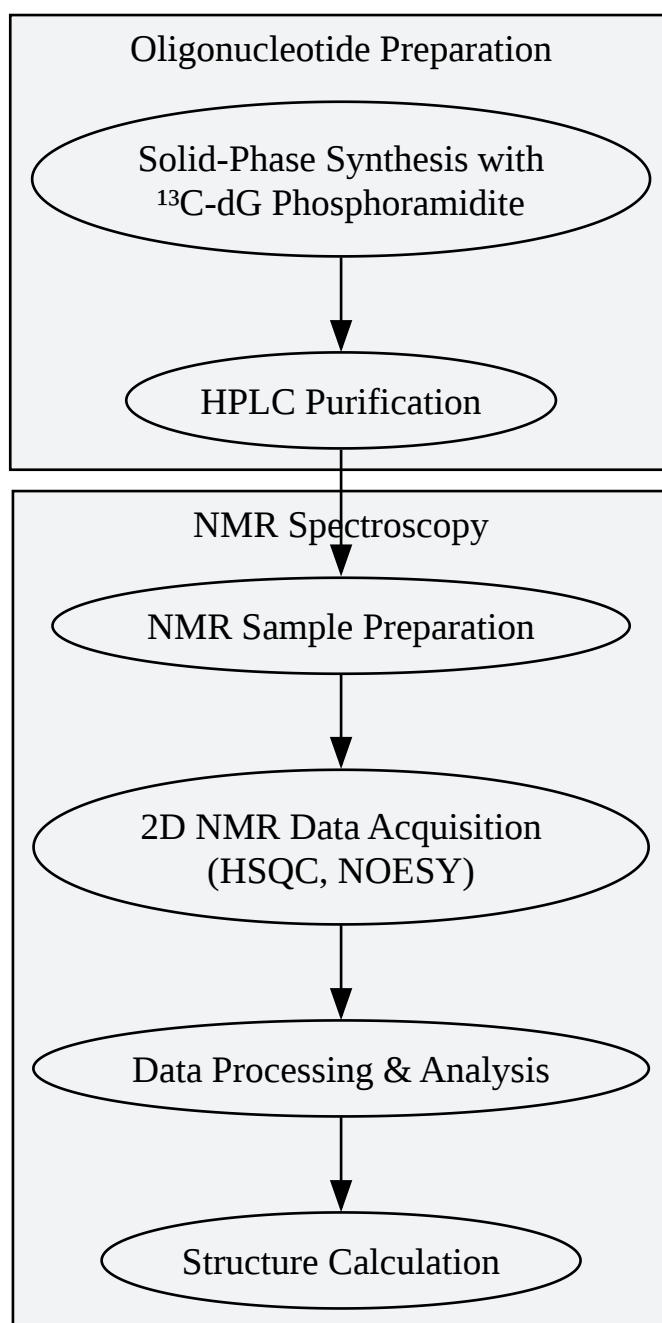 Oligonucleotide Preparation
Solid-Phase Synthesis with
¹³C-dG Phosphoramidite
HPLC Purification
NMR Spectroscopy
NMR Sample Preparation
2D NMR Data Acquisition
(HSQC, NOESY)
Data Processing & Analysis
Structure Calculation